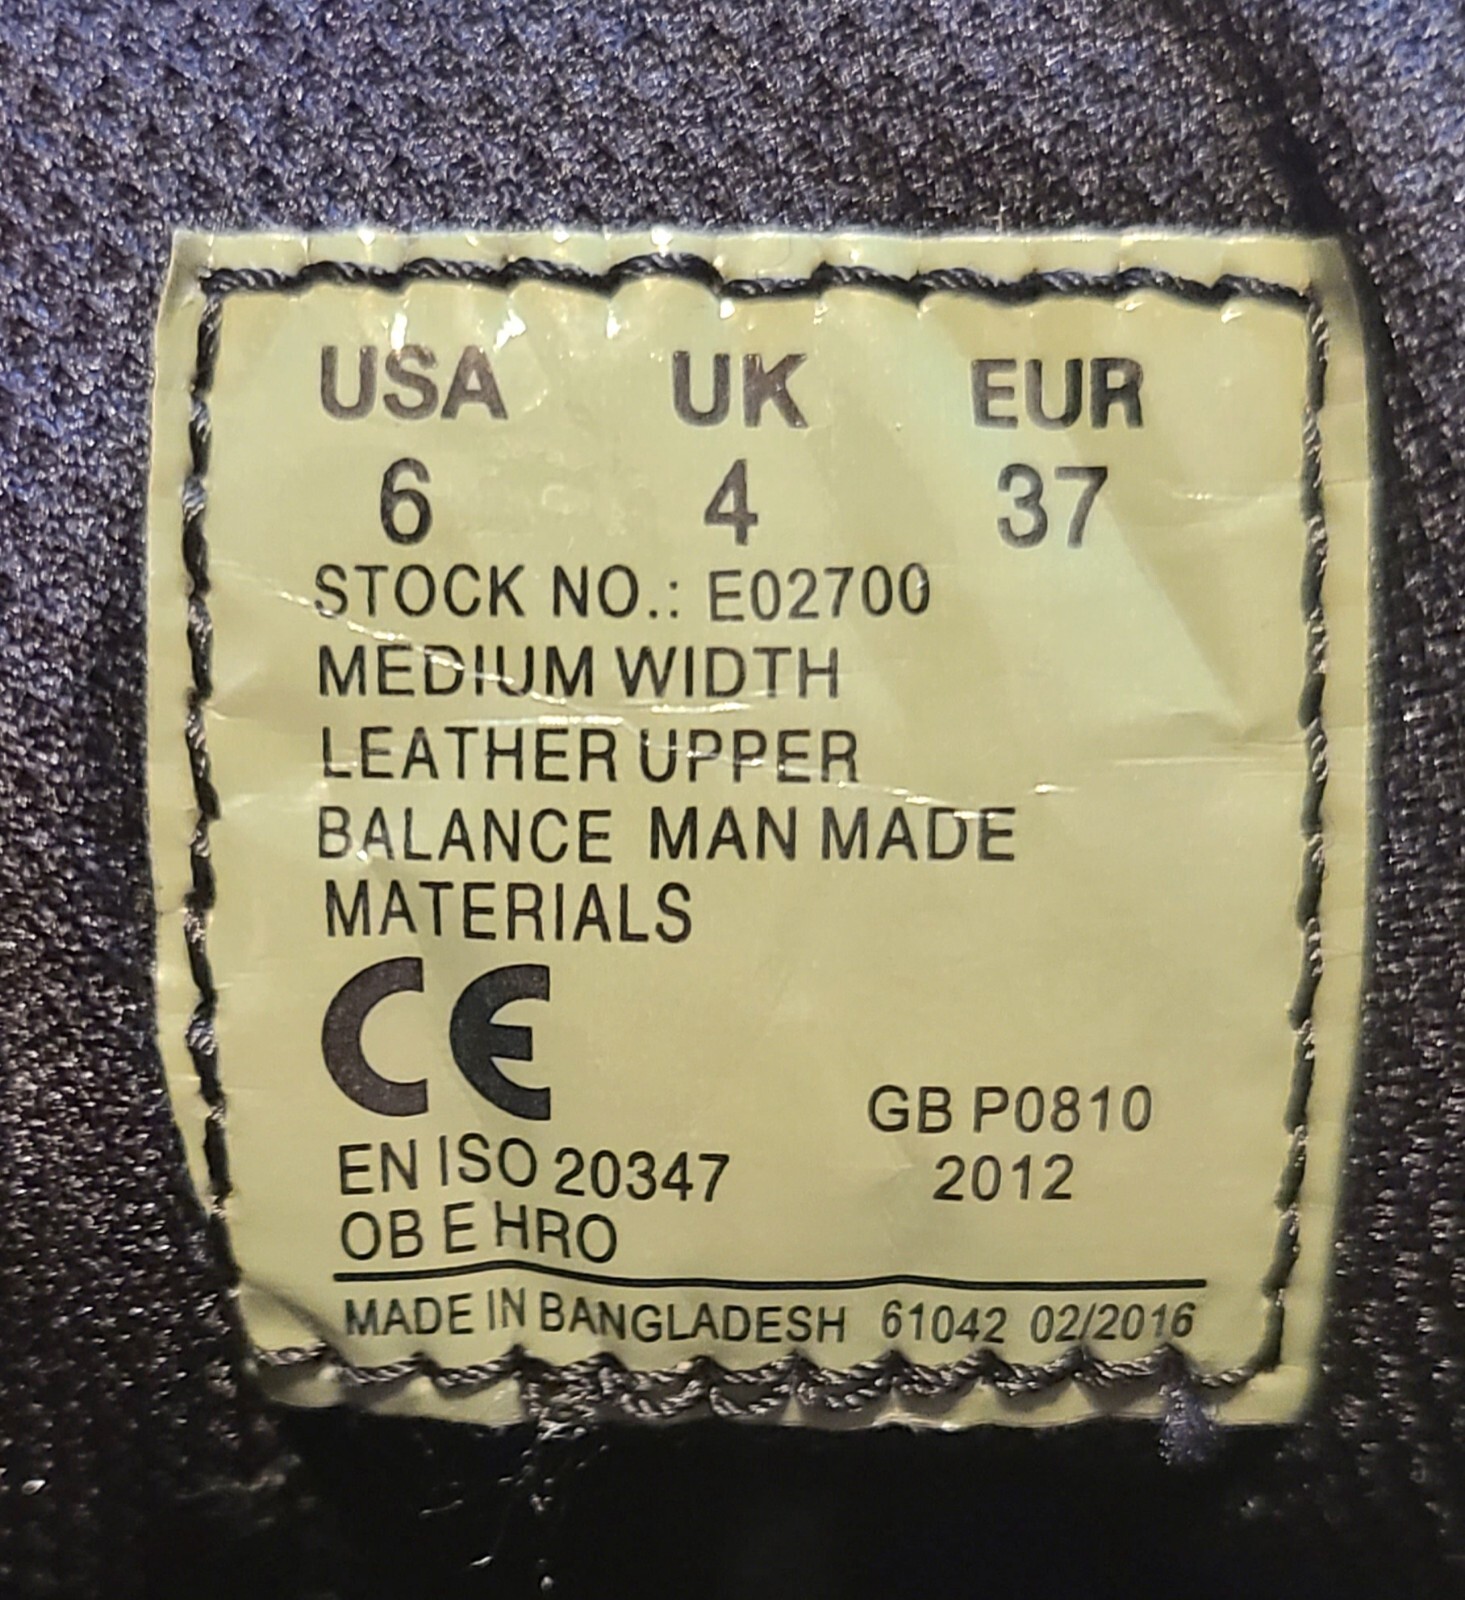 USA UK EUR
6 4 37
STOCK NO.: E02700
MEDIUM WIDTH
LEATHER UPPER
BALANCE MAN MADE
MATERIALS
CE
GB P0810
EN ISO 20347 2012
OB E HRO
MADE IN BANGLADESH 61042 02/2016